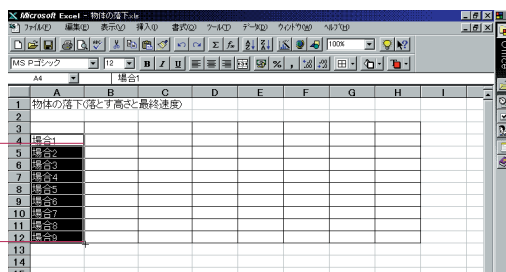 Microsoft Excel - 物体の落下.xls
ファイル(F) 編集(E) 表示(V) 挿入(I) 書式(O) ツール(T) データ(D) ウィンドウ(W) ヘルプ(H)
100%
MS Pゴシック 12 B I U
A4 場合1
A B C D E F G H I
1 物体の落下(落とす高さと最終速度)
2
3
4 場合1
5 場合2
6 場合3
7 場合4
8 場合5
9 場合6
10 場合7
11 場合8
12 場合9
13
14
15
Office